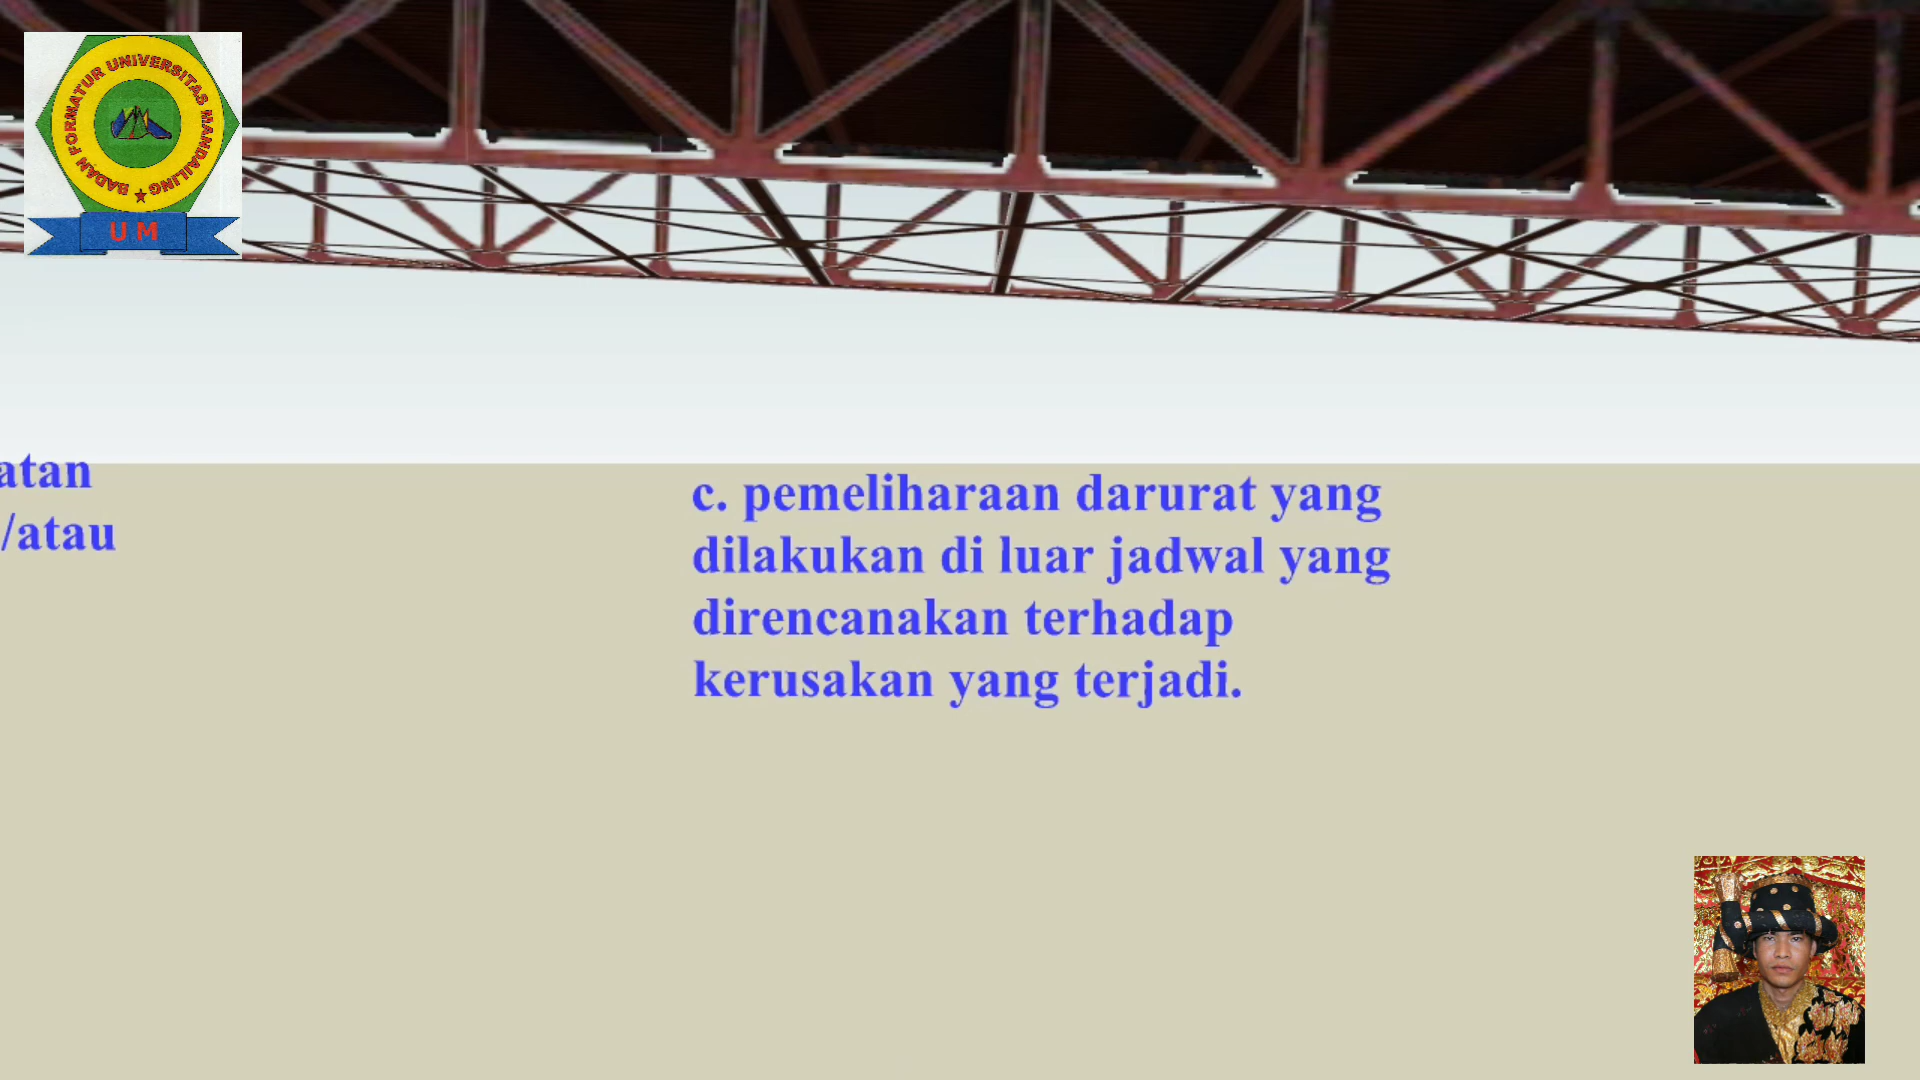 BADAN FORMATUR UNIVERSITAS MANDAILING
U M
atan
/atau
c. pemeliharaan darurat yang
dilakukan di luar jadwal yang
direncanakan terhadap
kerusakan yang terjadi.